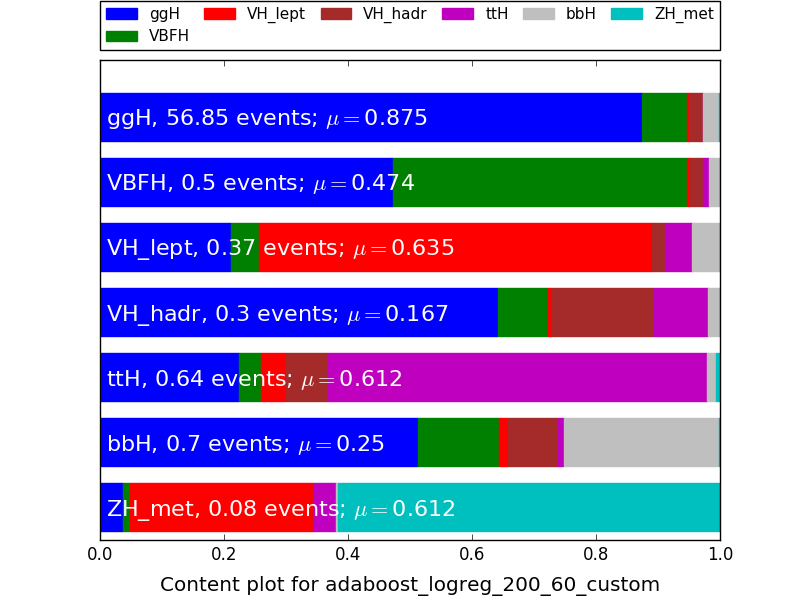 ggH VH_lept VH_hadr ttH bbH ZH_met
VBFH
ggH, 56.85 events; μ = 0.875
VBFH, 0.5 events; μ = 0.474
VH_lept, 0.37 events; μ = 0.635
VH_hadr, 0.3 events; μ = 0.167
ttH, 0.64 events; μ = 0.612
bbH, 0.7 events; μ = 0.25
ZH_met, 0.08 events; μ = 0.612
0.0 0.2 0.4 0.6 0.8 1.0
Content plot for adaboost_logreg_200_60_custom